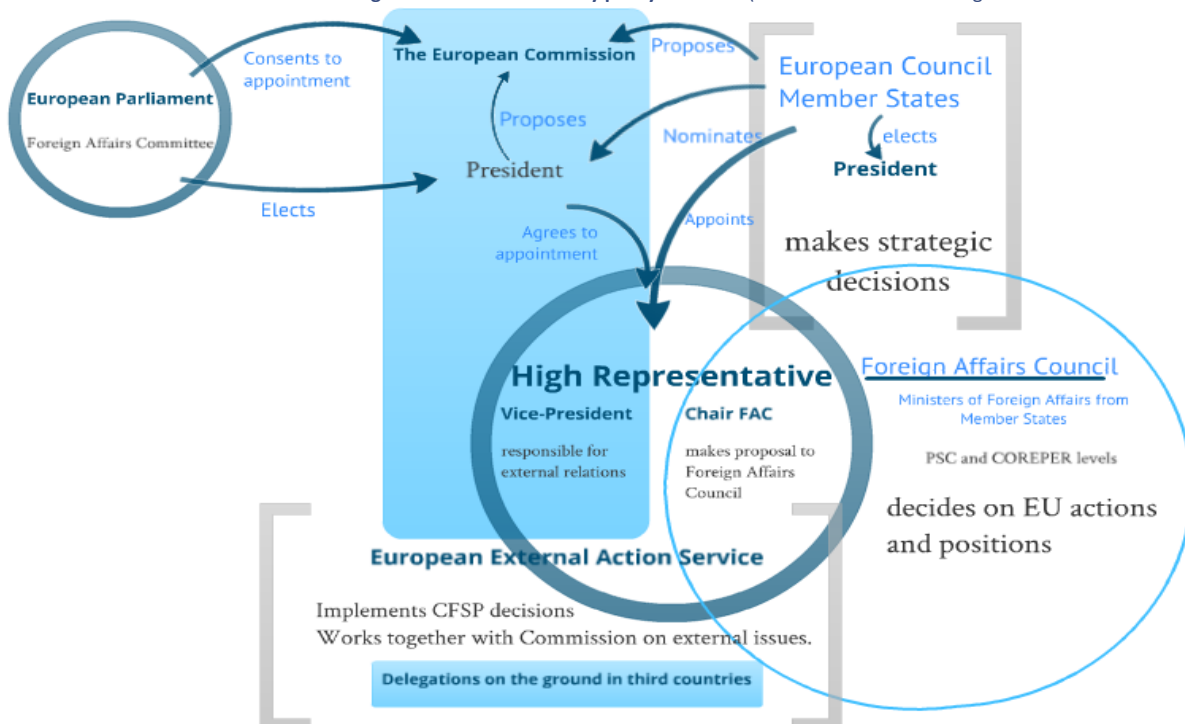 Consents to
appointment
European Parliament
Foreign Affairs Committee
Elects
The European Commission
Proposes
President
Agrees to
appointment
Proposes
Nominates
Appoints
European Council
Member States
elects
President
makes strategic
decisions
High Representative
Vice-President
responsible for
external relations
Chair FAC
makes proposal to
Foreign Affairs
Council
Foreign Affairs Council
Ministers of Foreign Affairs from
Member States
PSC and COREPER levels
decides on EU actions
and positions
European External Action Service
Implements CFSP decisions
Works together with Commission on external issues.
Delegations on the ground in third countries